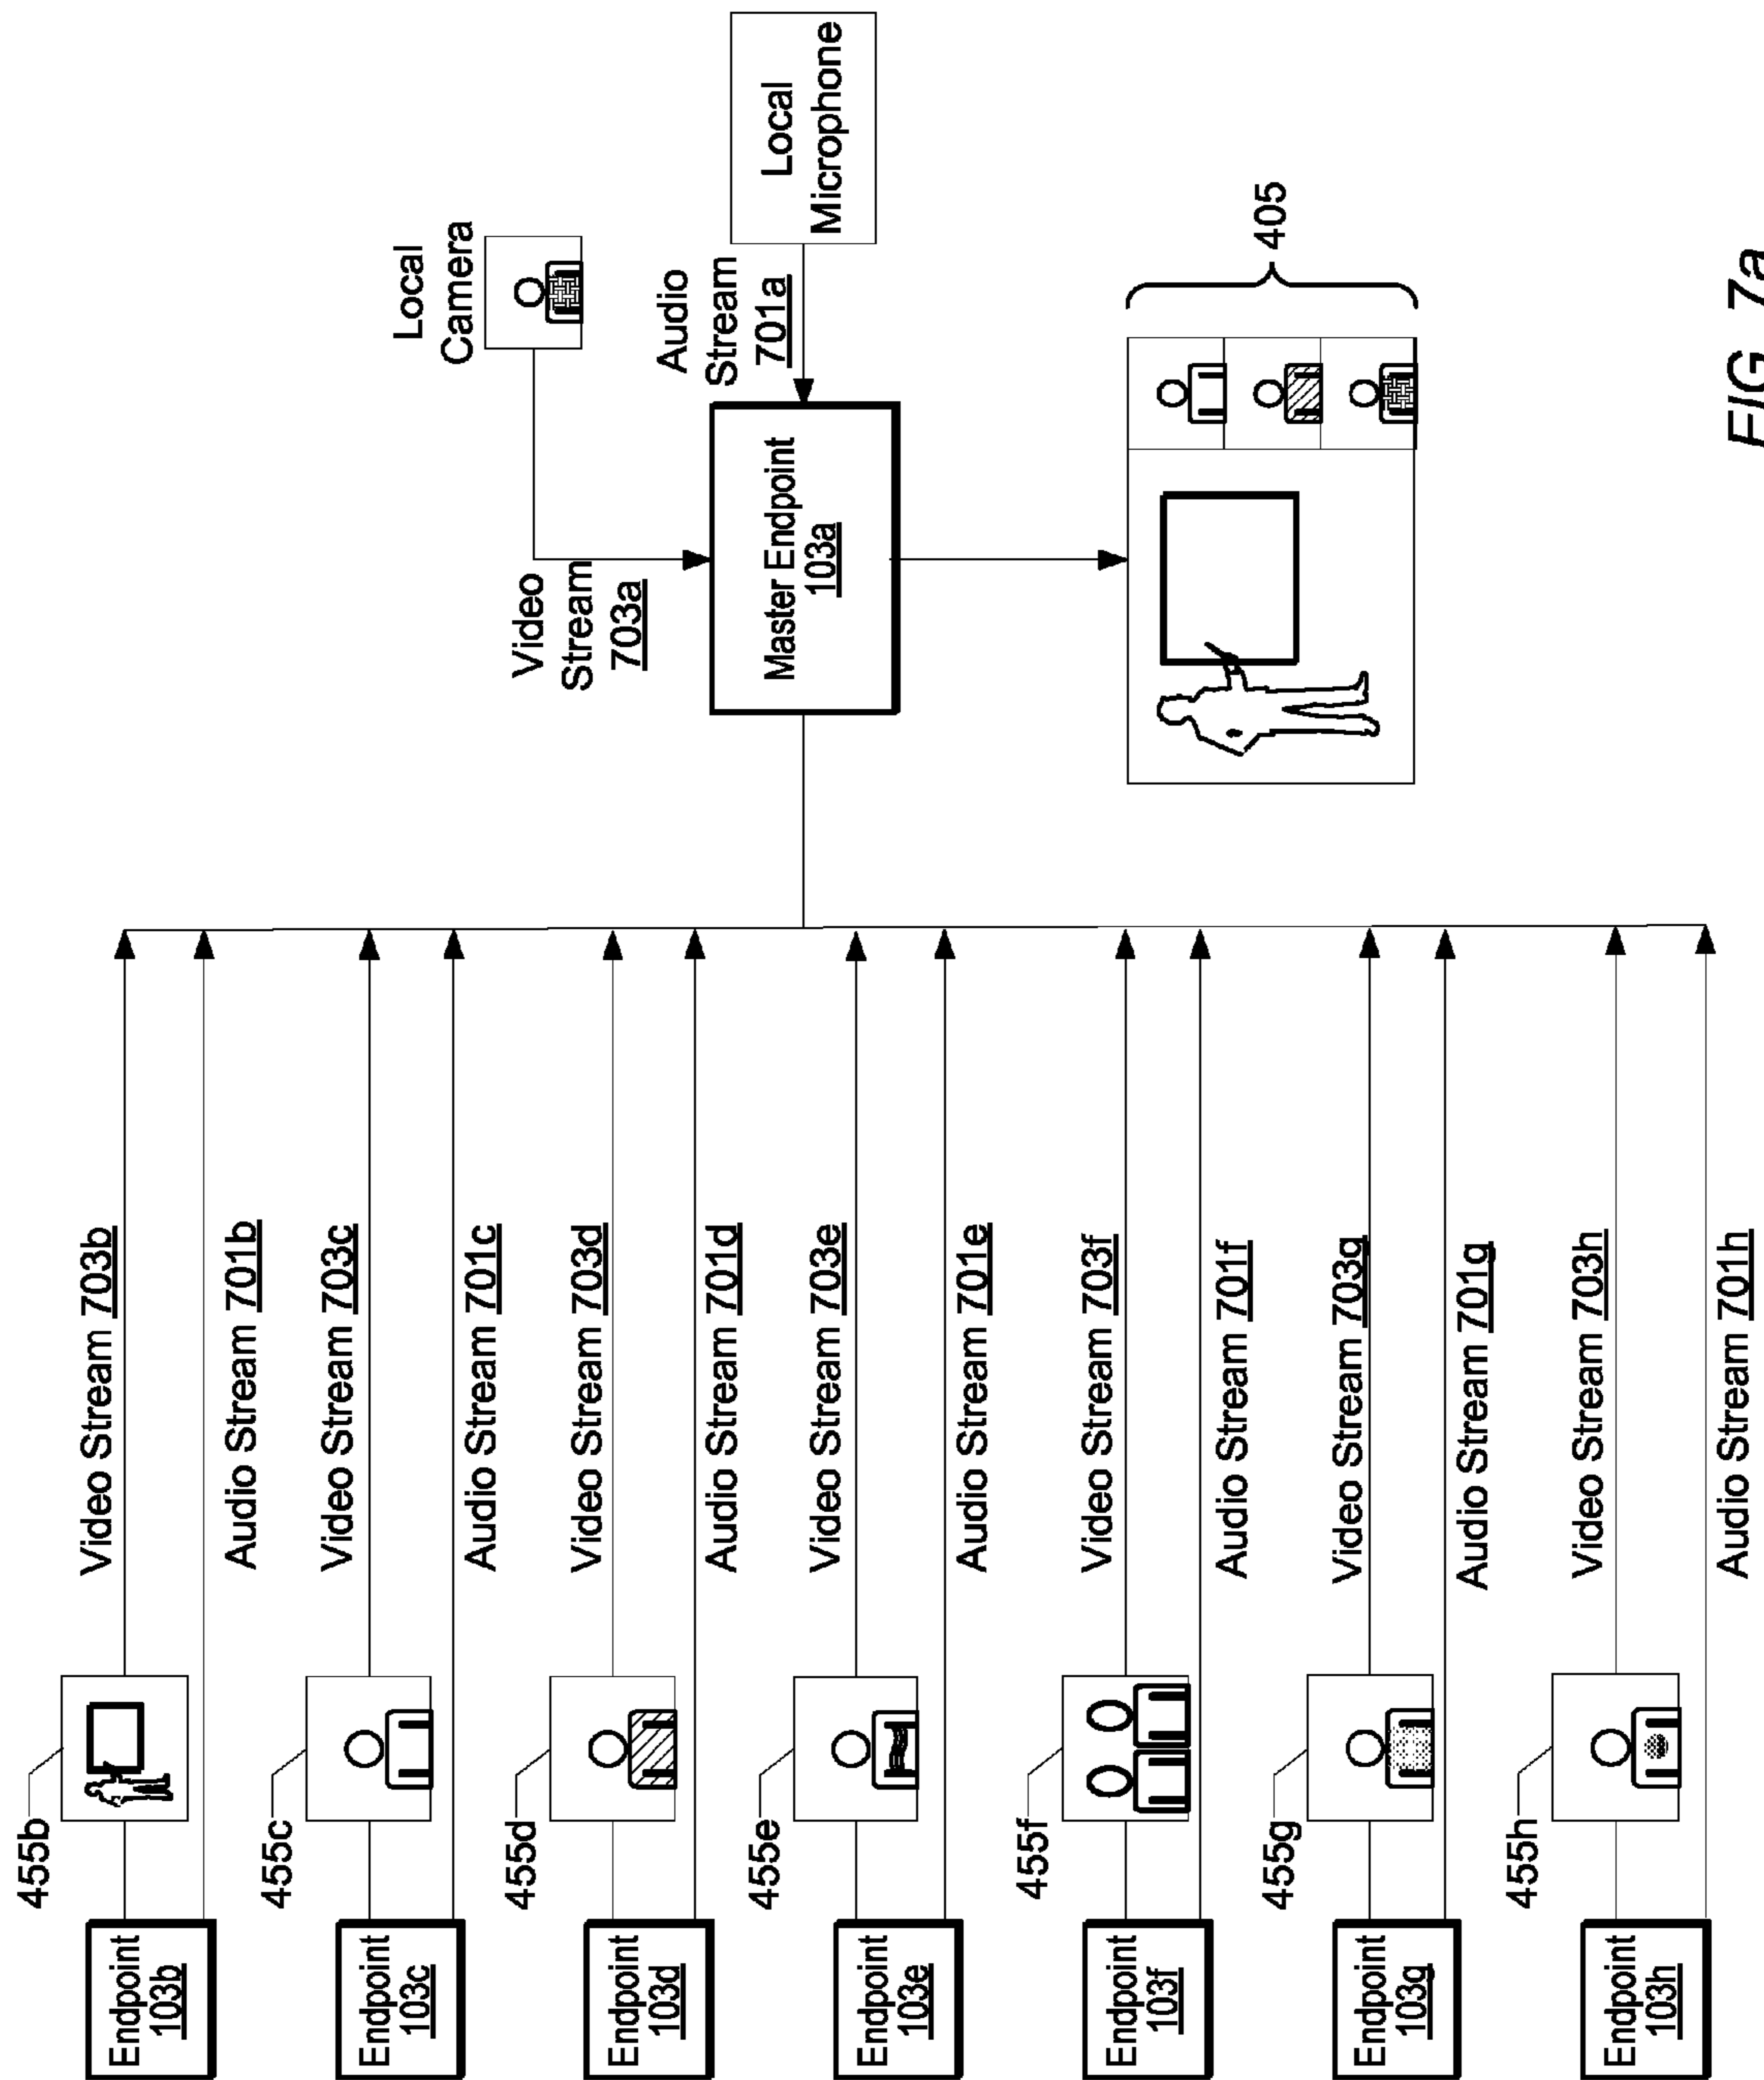 455b
Endpoint
103b
Video Stream 703b
Audio Stream 701b
455c
Endpoint
103c
Video Stream 703c
Audio Stream 701c
455d
Endpoint
103d
Video Stream 703d
Audio Stream 701d
455e
Endpoint
103e
Video Stream 703e
Audio Stream 701e
455f
Endpoint
103f
Video Stream 703f
Audio Stream 701f
455g
Endpoint
103g
Video Stream 703g
Audio Stream 701g
455h
Endpoint
103h
Video Stream 703h
Audio Stream 701h
Local
Camera
Video
Stream
703a
Audio
Stream
701a
Local
Microphone
Master Endpoint
103a
405
FIG. 7a